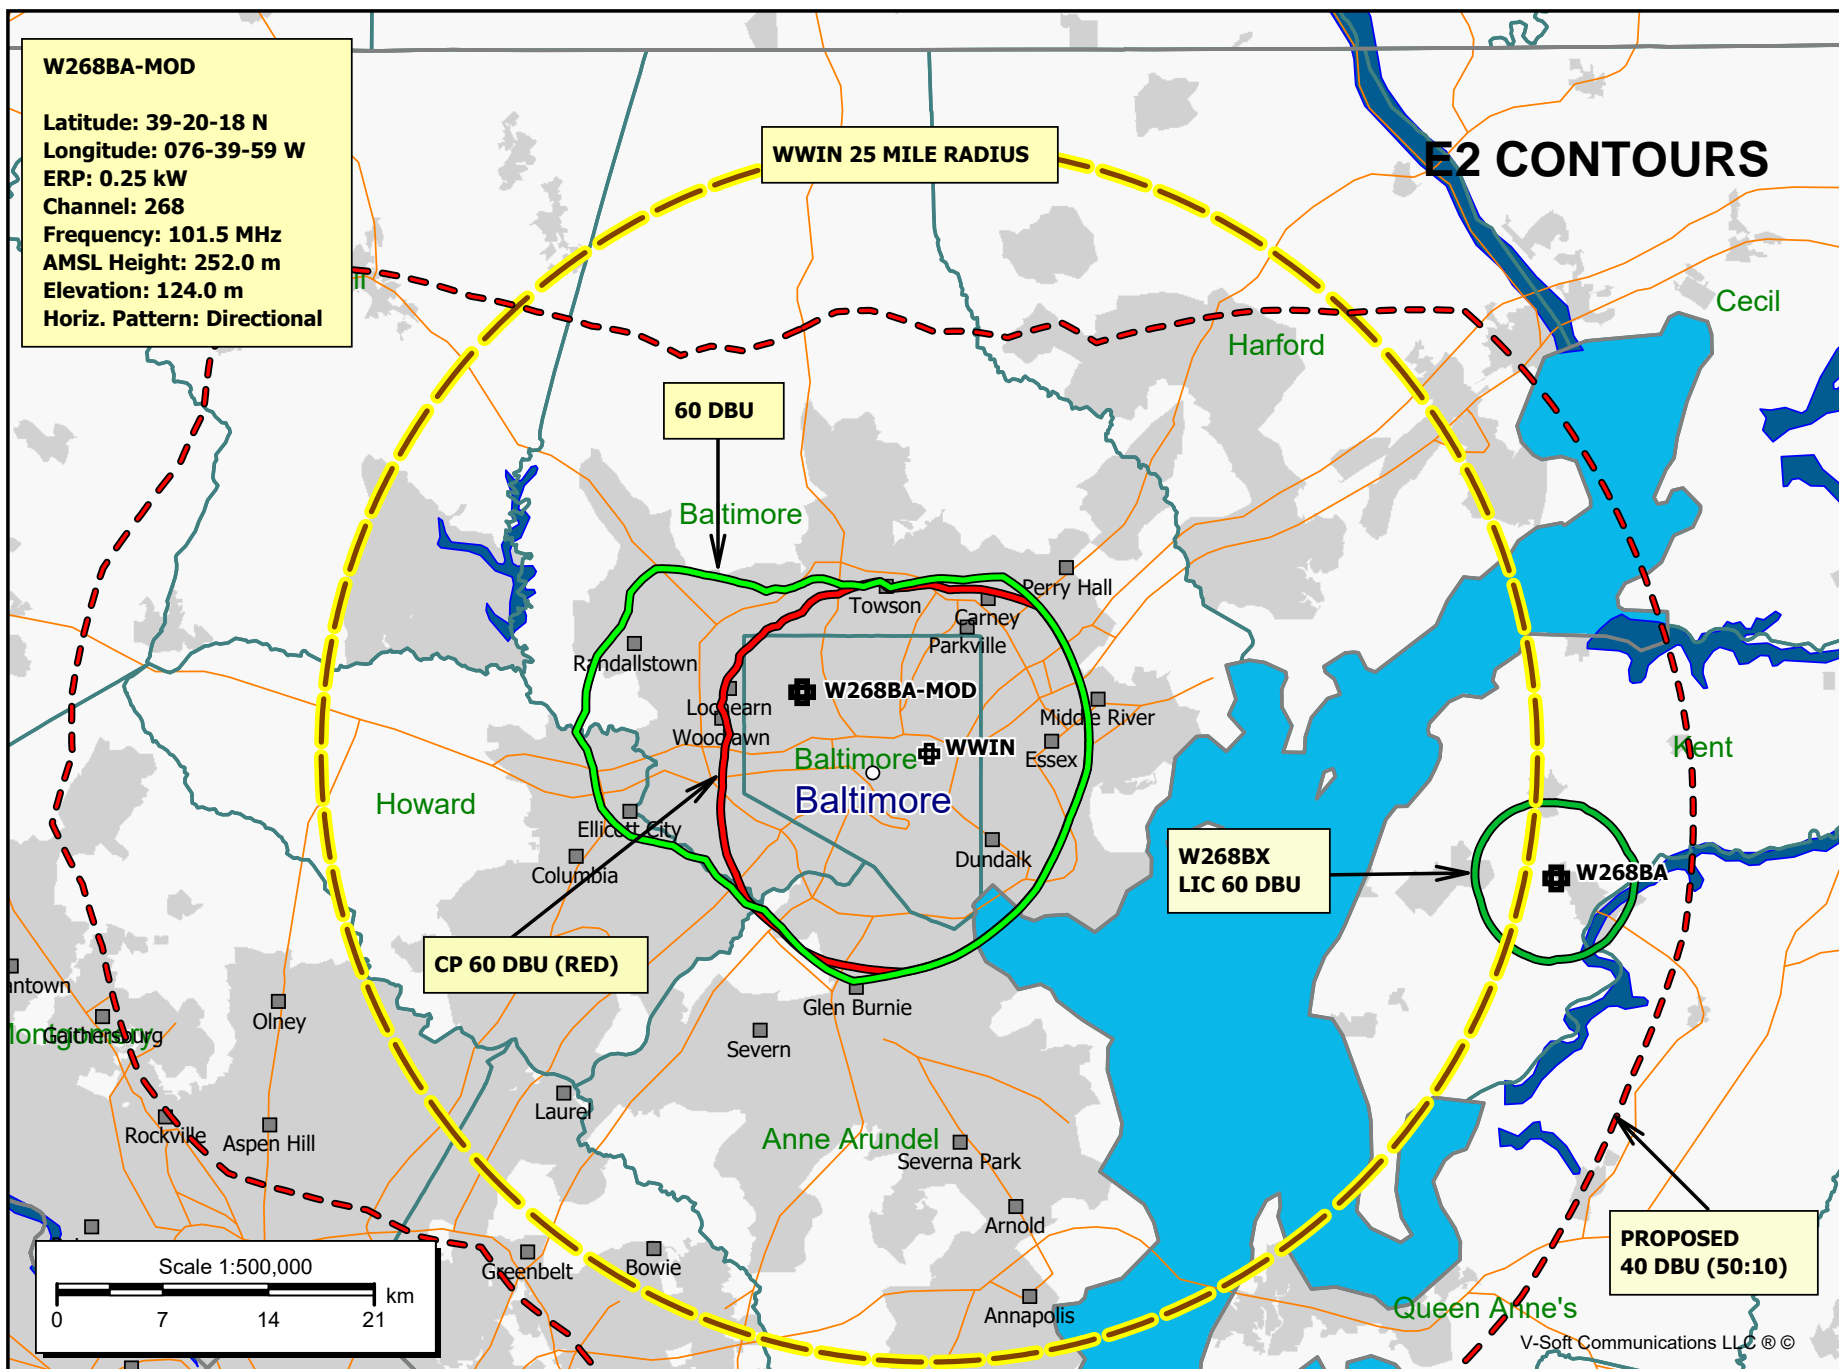 W268BA-MOD
Latitude: 39-20-18 N
Longitude: 076-39-59 W
ERP: 0.25 kW
Channel: 268
Frequency: 101.5 MHz
AMSL Height: 252.0 m
Elevation: 124.0 m
Horiz. Pattern: Directional
WWIN 25 MILE RADIUS
E2 CONTOURS
Cecil
Harford
60 DBU
Baltimore
Perry Hall
Towson
Carney
Parkville
Randallstown
W268BA-MOD
Lochearn
Woodlawn
Middle River
WWIN
Baltimore
Essex
Kent
Howard
Baltimore
Ellicott City
Dundalk
Columbia
W268BX
LIC 60 DBU
W268BA
CP 60 DBU (RED)
antown
Glen Burnie
Olney
Montgomery
Gaithersburg
Severn
Laurel
Rockville
Aspen Hill
Anne Arundel
Severna Park
Arnold
PROPOSED
40 DBU (50:10)
Scale 1:500,000
km
0 7 14 21
Greenbelt
Bowie
Annapolis
Queen Anne's
V-Soft Communications LLC ® ©